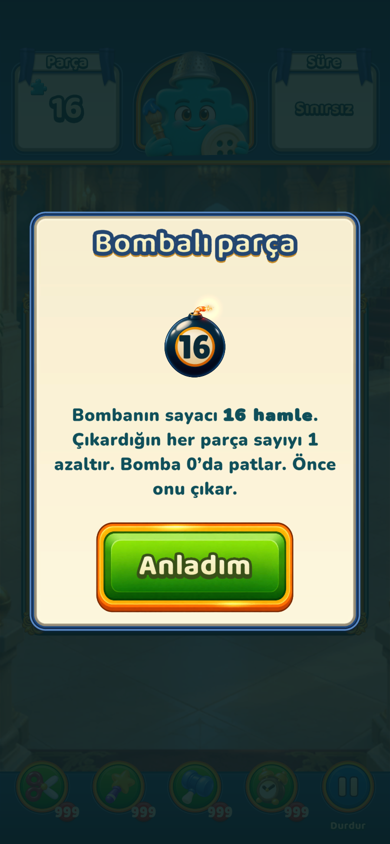 Parça
Süre
16
Sınırsız
Bombalı parça
16
Bombanın sayacı 16 hamle.
Çıkardığın her parça sayıyı 1
azaltır. Bomba 0’da patlar. Önce
onu çıkar.
Anladım
999
999
999
999
Durdur